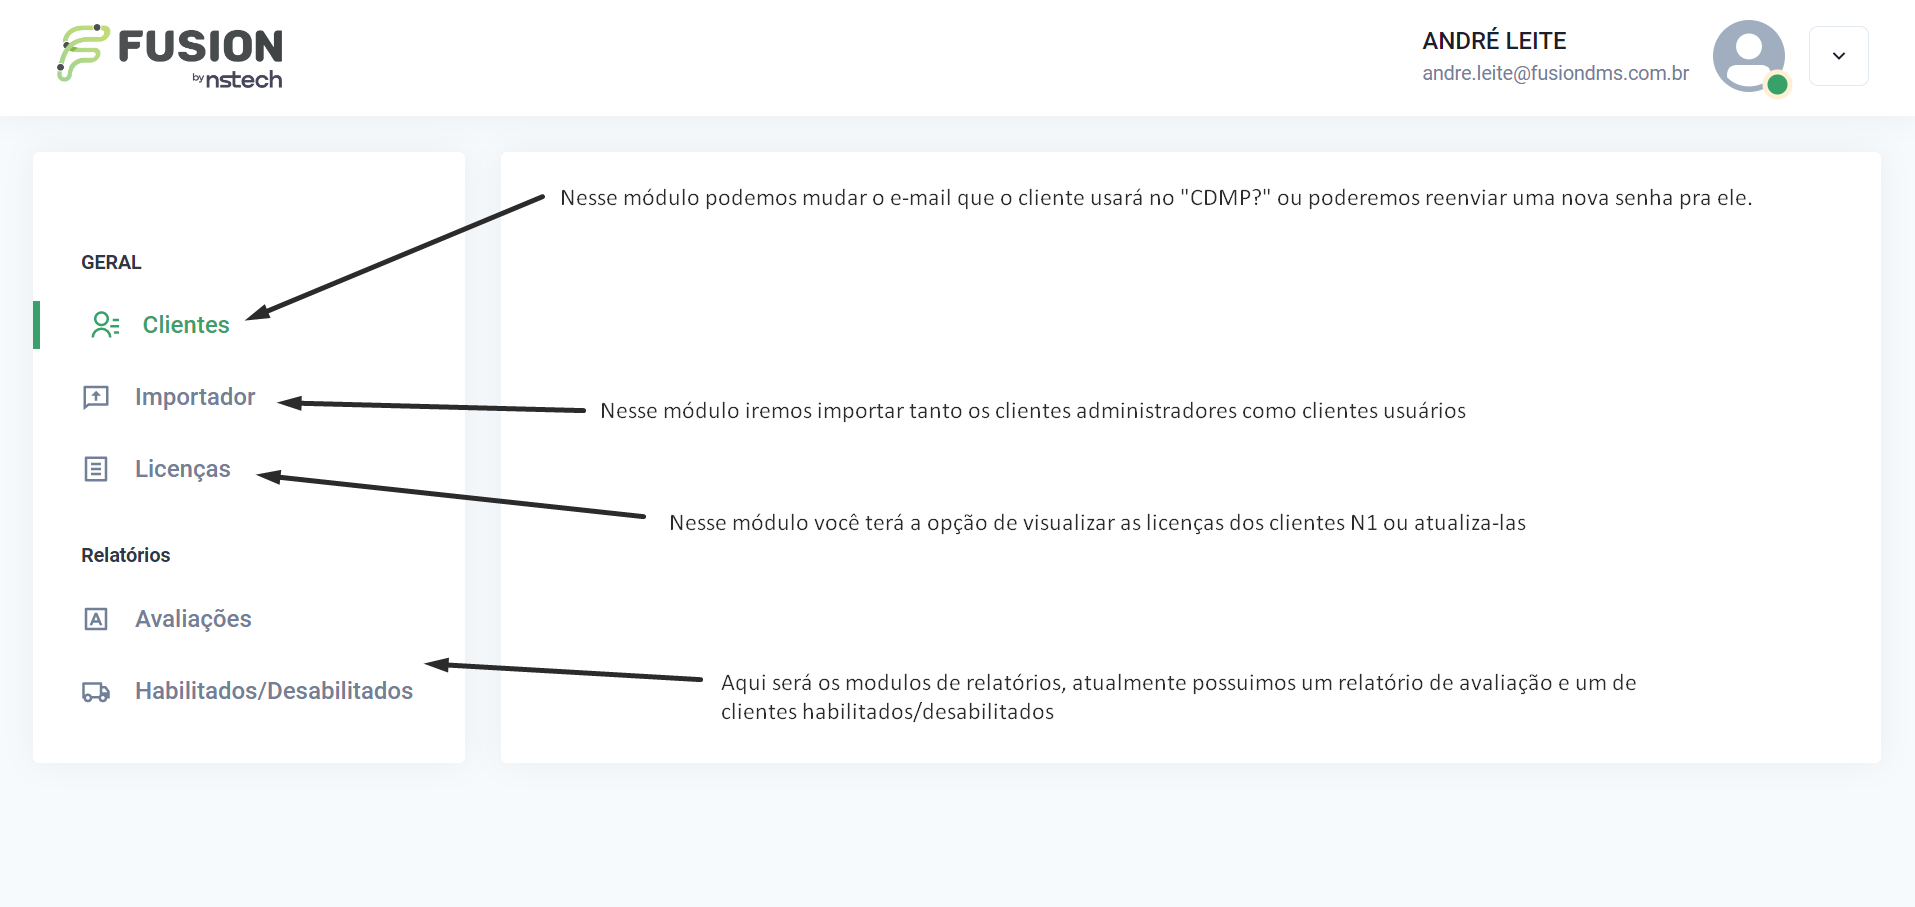 FUSION
by nstech
ANDRÉ LEITE
andre.leite@fusiondms.com.br
Nesse módulo podemos mudar o e-mail que o cliente usará no "CDMP?" ou poderemos reenviar uma nova senha pra ele.
GERAL
Clientes
Importador
Nesse módulo iremos importar tanto os clientes administradores como clientes usuários
Licenças
Nesse módulo você terá a opção de visualizar as licenças dos clientes N1 ou atualiza-las
Relatórios
Avaliações
Habilitados/Desabilitados
Aqui será os modulos de relatórios, atualmente possuimos um relatório de avaliação e um de
clientes habilitados/desabilitados